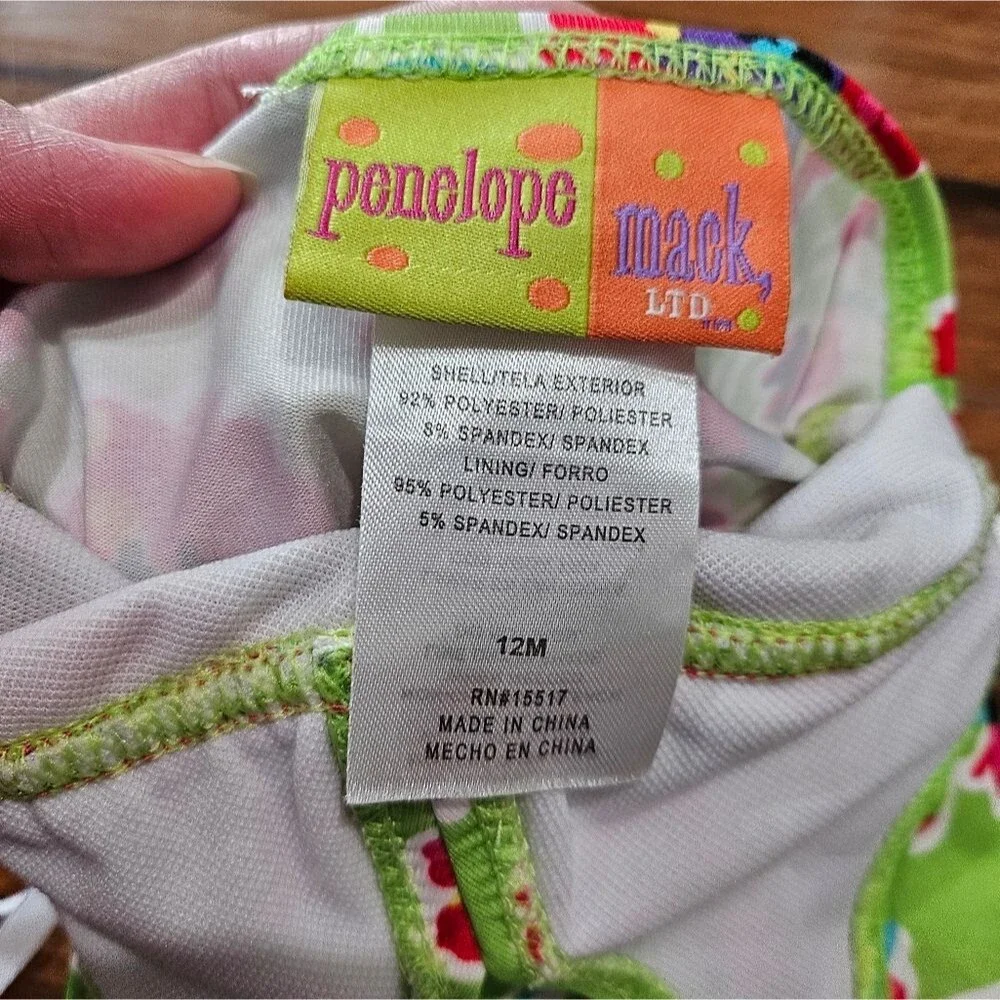 penelope
mack,
LTD
SHELL/TELA EXTERIOR
92% POLYESTER/ POLIESTER
8% SPANDEX/ SPANDEX
LINING/ FORRO
95% POLYESTER/ POLIESTER
5% SPANDEX/ SPANDEX
12M
RN#15517
MADE IN CHINA
MECHO EN CHINA